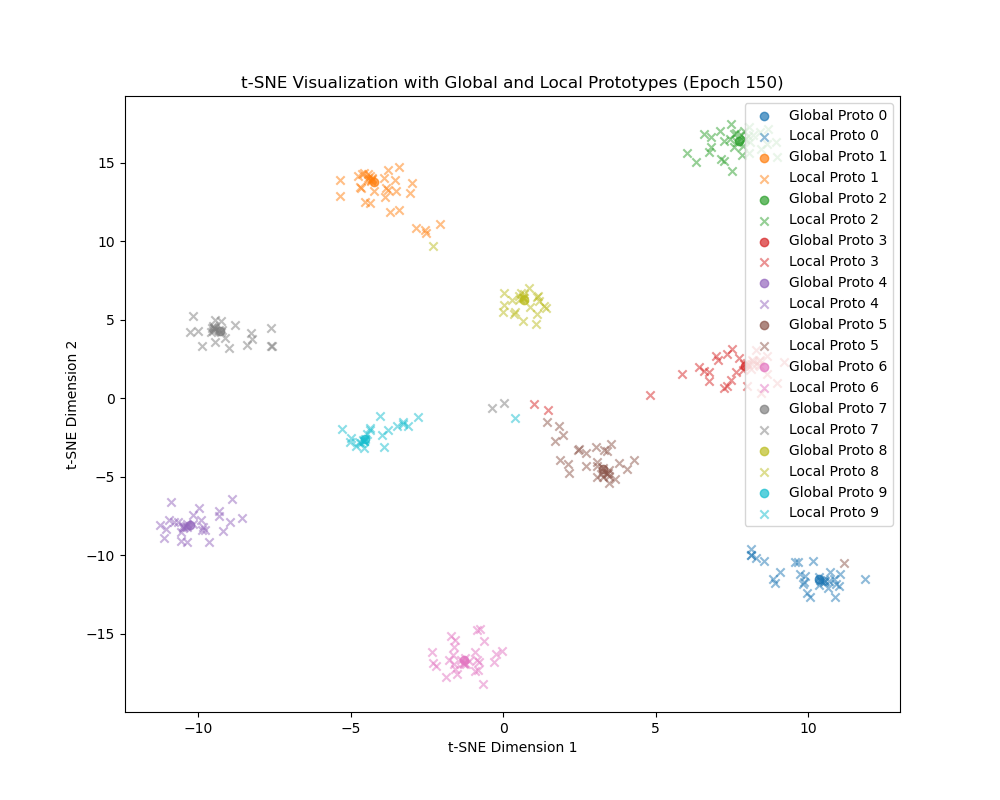 t-SNE Visualization with Global and Local Prototypes (Epoch 150)
Global Proto 0
Local Proto 0
Global Proto 1
Local Proto 1
Global Proto 2
Local Proto 2
Global Proto 3
Local Proto 3
Global Proto 4
Local Proto 4
Global Proto 5
Local Proto 5
Global Proto 6
Local Proto 6
Global Proto 7
Local Proto 7
Global Proto 8
Local Proto 8
Global Proto 9
Local Proto 9
t-SNE Dimension 2
15
10
5
0
−5
−10
−15
−10
−5
0
5
10
t-SNE Dimension 1